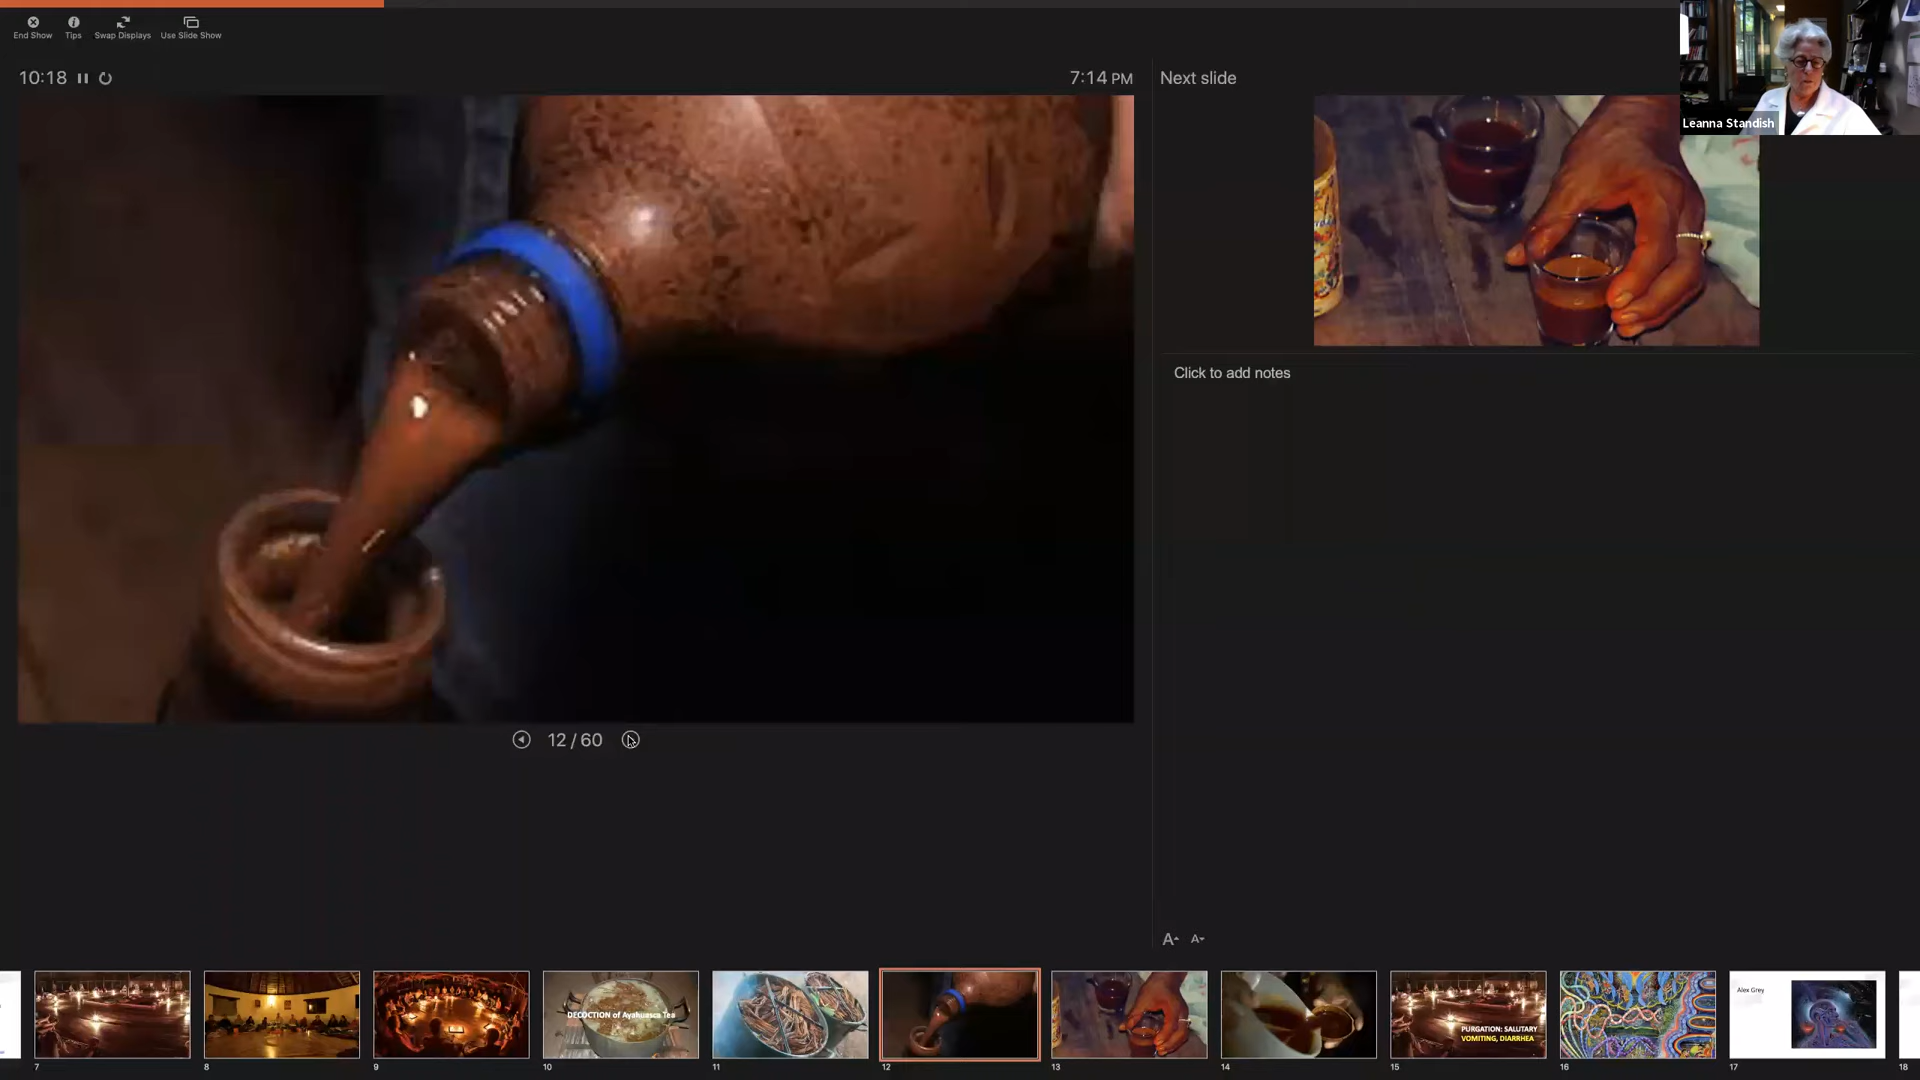 End Show
Tips
Swap Displays
Use Slide Show
10:18
7:14 PM
Next slide
Leanna Standish
Click to add notes
12 / 60
A
A
DECOCTION of Ayahuasca Tea
PURGATION: SALUTARY
VOMITING, DIARRHEA
Alex Grey
7
8
9
10
11
12
13
14
15
16
17
18